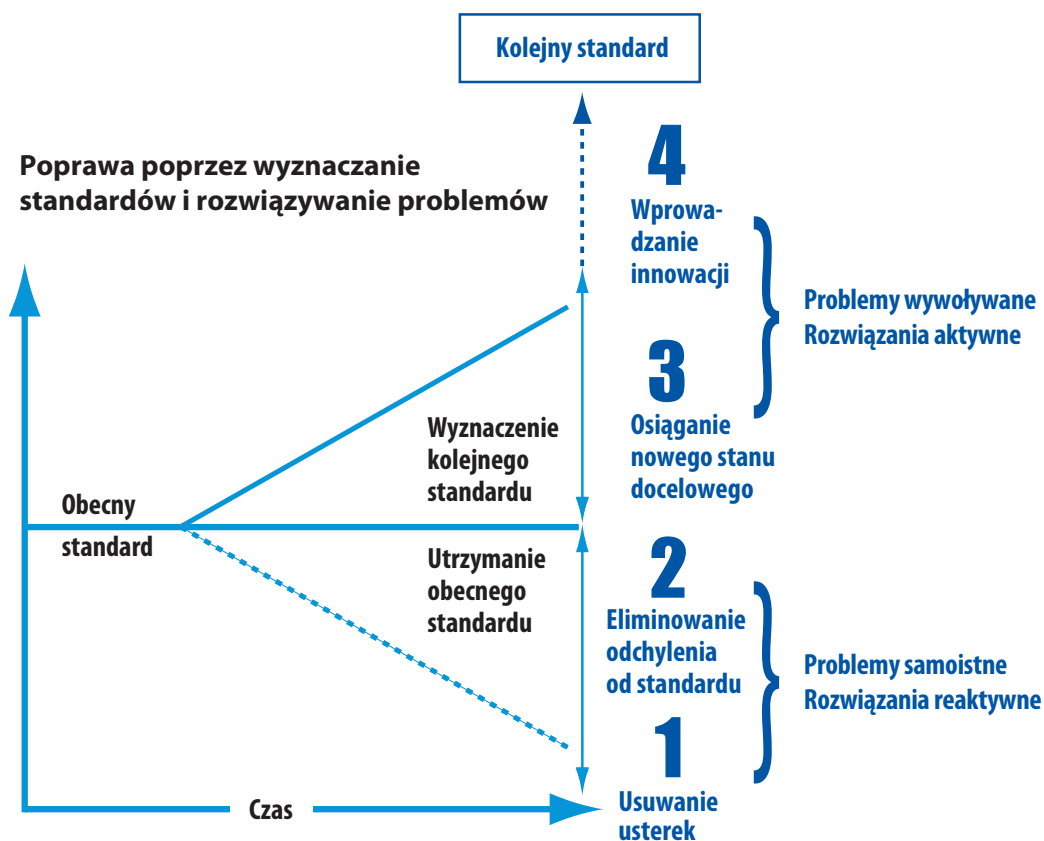 Kolejny standard
Poprawa poprzez wyznaczanie
standardów i rozwiązywanie problemów
4
Wprowa-
dzanie
innowacji
Problemy wywoływane
Rozwiązania aktywne
3
Osiąganie
nowego stanu
docelowego
Wyznaczenie
kolejnego
standardu
Obecny
standard
Utrzymanie
obecnego
standardu
2
Eliminowanie
odchylenia
od standardu
Problemy samoistne
Rozwiązania reaktywne
1
Usuwanie
usterek
Czas